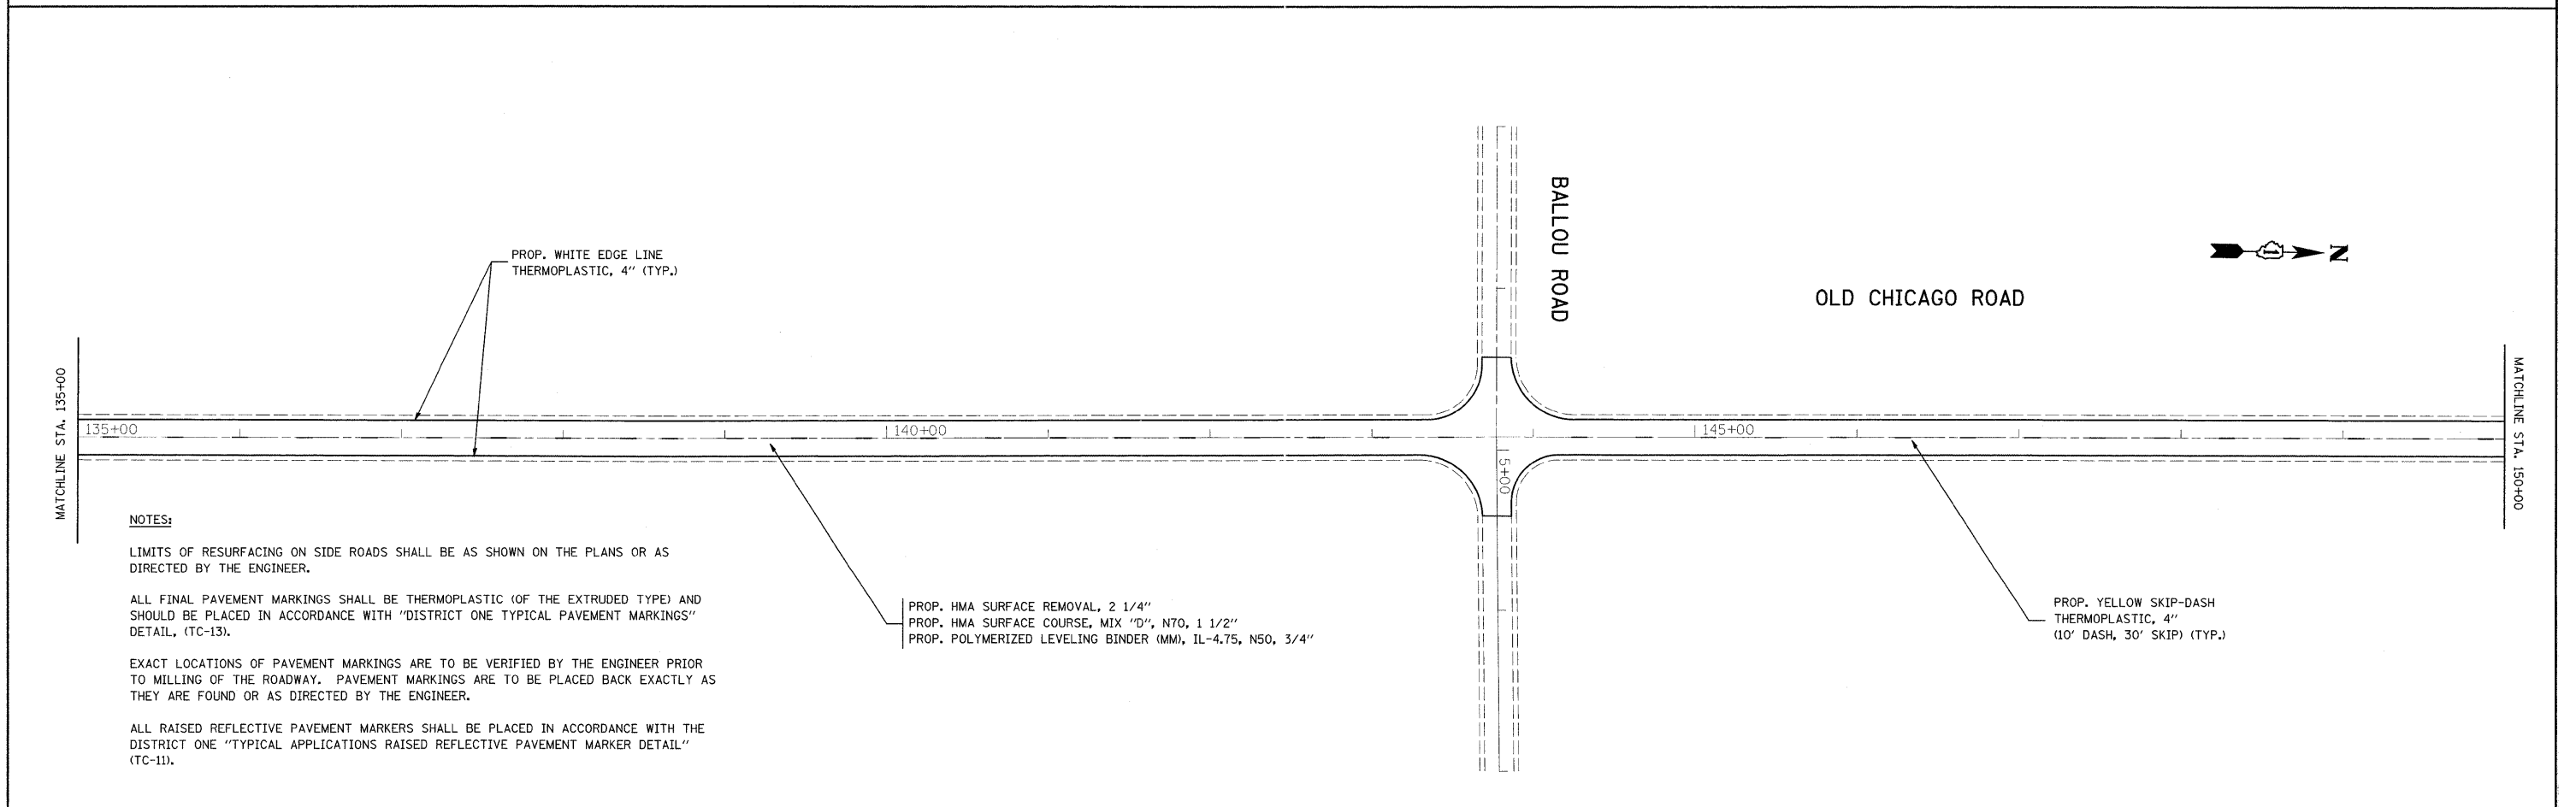 BALLOU ROAD
N
OLD CHICAGO ROAD
PROP. WHITE EDGE LINE
THERMOPLASTIC, 4" (TYP.)
MATCHLINE STA. 135+00
135+00
140+00
145+00
5+00
MATCHLINE STA. 150+00
NOTES:
LIMITS OF RESURFACING ON SIDE ROADS SHALL BE AS SHOWN ON THE PLANS OR AS
DIRECTED BY THE ENGINEER.
ALL FINAL PAVEMENT MARKINGS SHALL BE THERMOPLASTIC (OF THE EXTRUDED TYPE) AND
SHOULD BE PLACED IN ACCORDANCE WITH "DISTRICT ONE TYPICAL PAVEMENT MARKINGS"
DETAIL, (TC-13).
EXACT LOCATIONS OF PAVEMENT MARKINGS ARE TO BE VERIFIED BY THE ENGINEER PRIOR
TO MILLING OF THE ROADWAY. PAVEMENT MARKINGS ARE TO BE PLACED BACK EXACTLY AS
THEY ARE FOUND OR AS DIRECTED BY THE ENGINEER.
ALL RAISED REFLECTIVE PAVEMENT MARKERS SHALL BE PLACED IN ACCORDANCE WITH THE
DISTRICT ONE "TYPICAL APPLICATIONS RAISED REFLECTIVE PAVEMENT MARKER DETAIL"
(TC-11).
PROP. HMA SURFACE REMOVAL, 2 1/4"
PROP. HMA SURFACE COURSE, MIX "D", N70, 1 1/2"
PROP. POLYMERIZED LEVELING BINDER (MM), IL-4.75, N50, 3/4"
PROP. YELLOW SKIP-DASH
THERMOPLASTIC, 4"
(10' DASH, 30' SKIP) (TYP.)